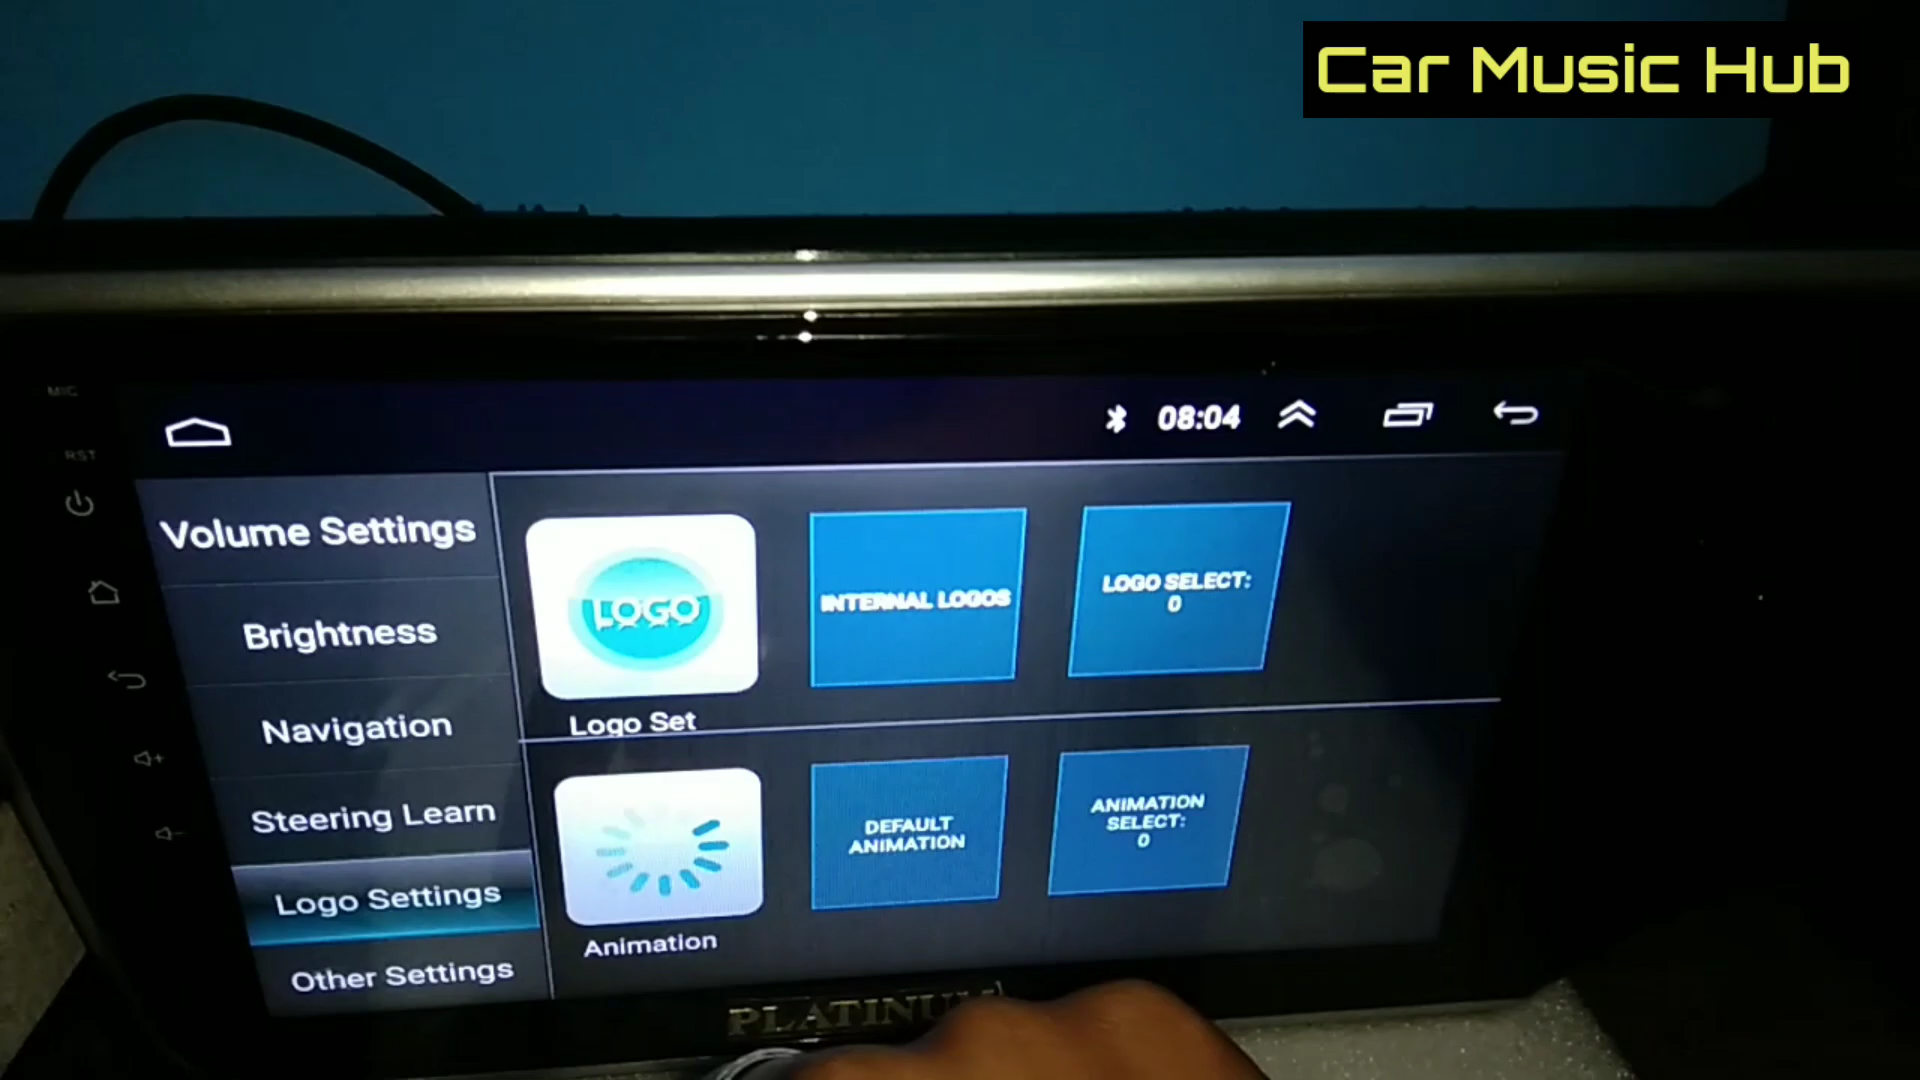 Car Music Hub
MIC
08:04
RST
Volume Settings
Brightness
Navigation
Steering Learn
Logo Settings
Other Settings
LOGO
Logo Set
INTERNAL LOGOS
LOGO SELECT:
0
Animation
DEFAULT
ANIMATION
ANIMATION
SELECT:
0
PLATINUM